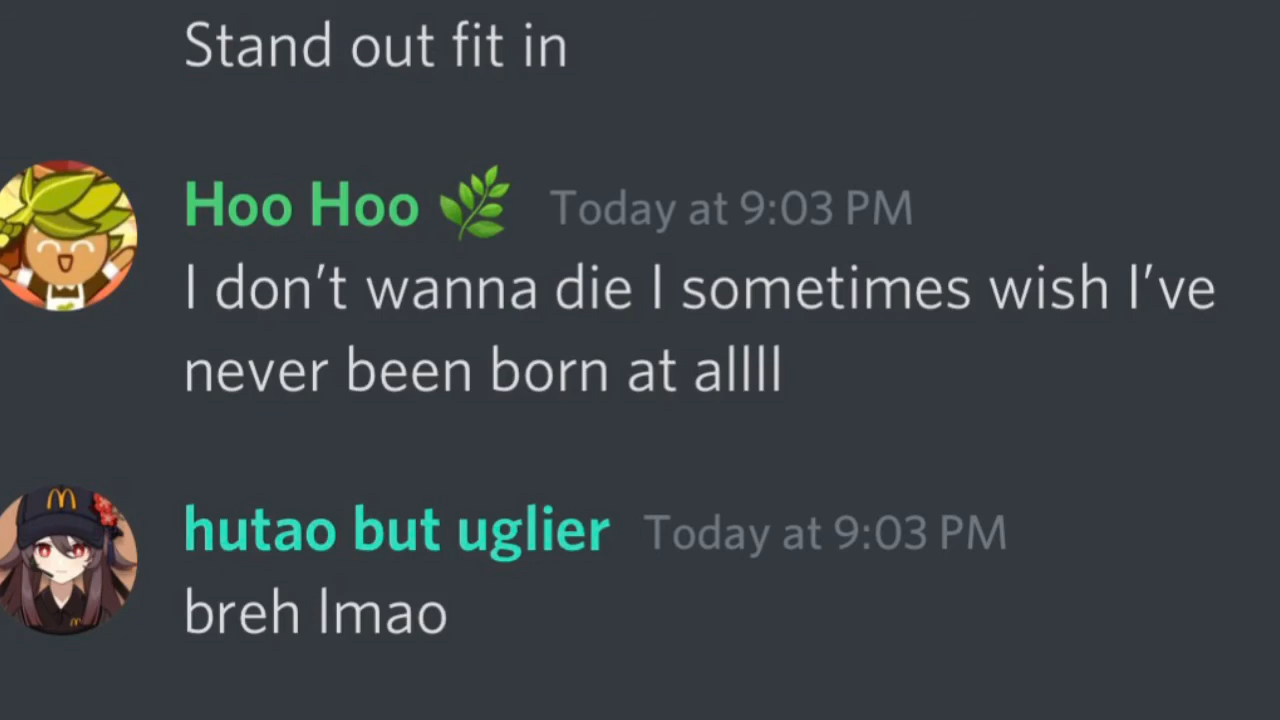 Stand out fit in
Hoo Hoo 🌿 Today at 9:03 PM
I don't wanna die I sometimes wish I've
never been born at allll
hutao but uglier Today at 9:03 PM
breh lmao